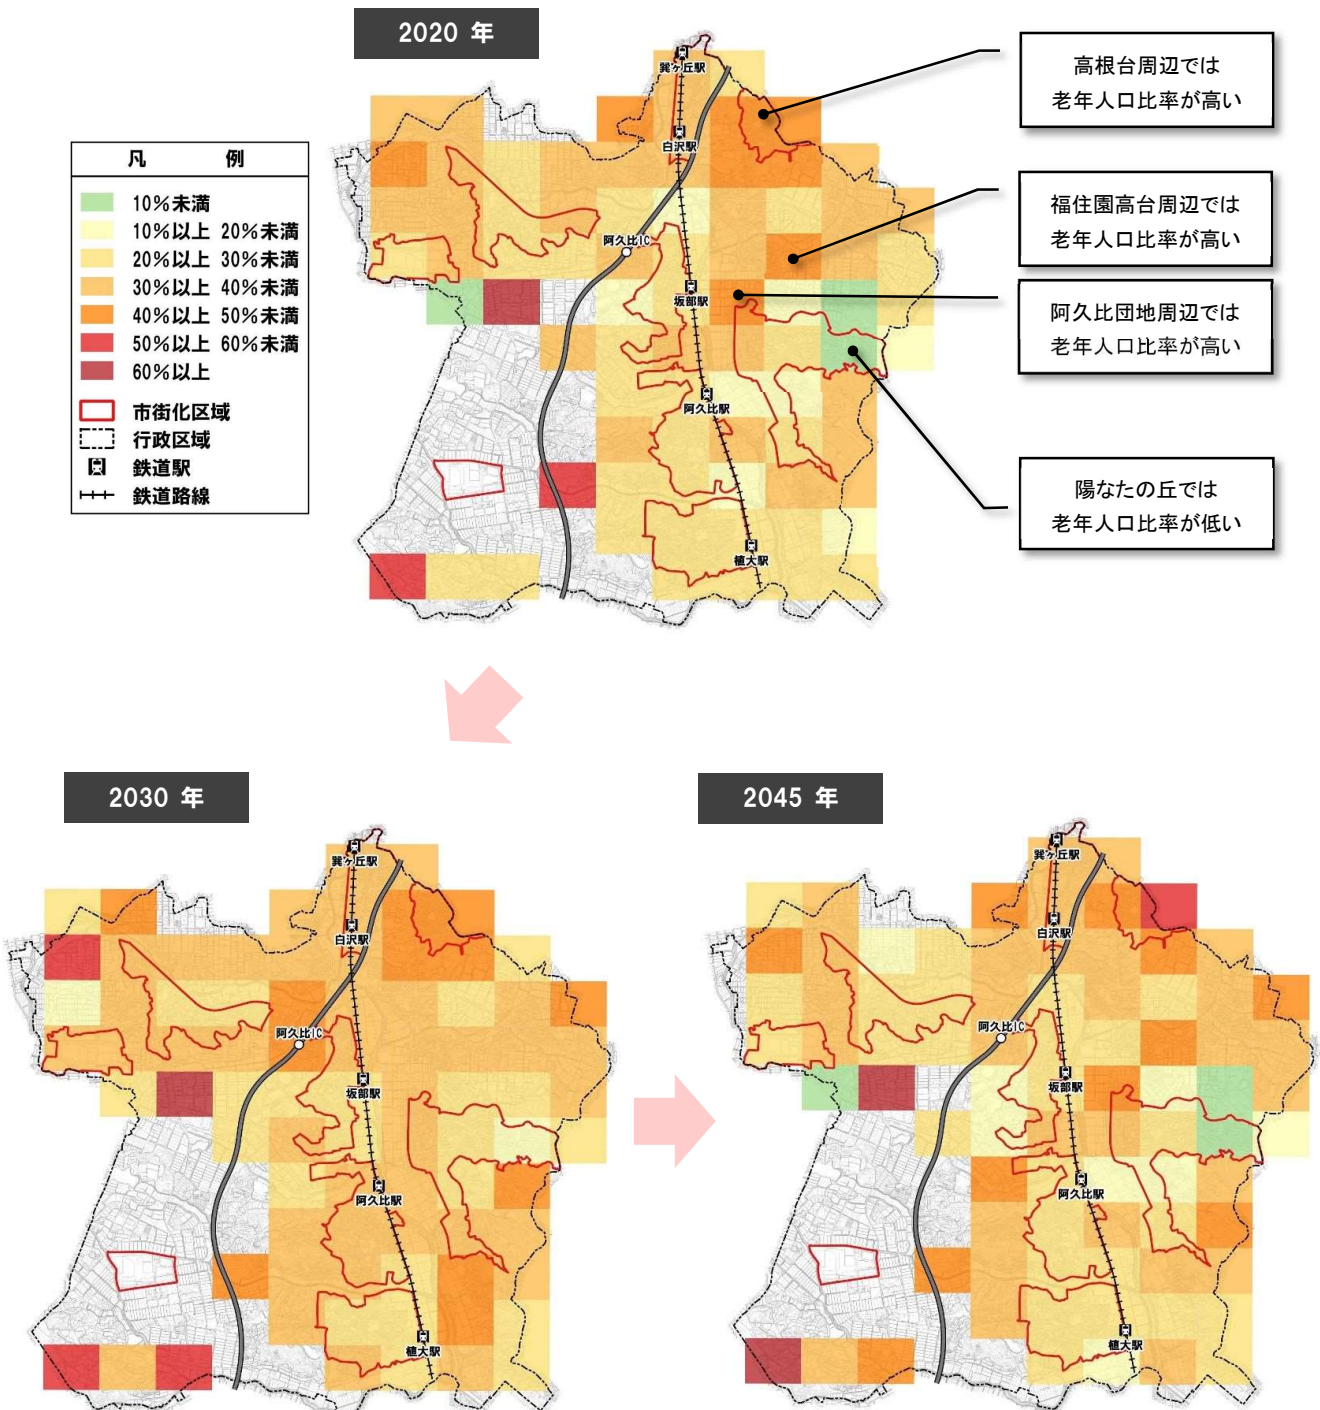 2020 年
高根台周辺では
老年人口比率が高い
福住園高台周辺では
老年人口比率が高い
阿久比団地周辺では
老年人口比率が高い
陽なたの丘では
老年人口比率が低い
凡 例
10%未満
10%以上 20%未満
20%以上 30%未満
30%以上 40%未満
40%以上 50%未満
50%以上 60%未満
60%以上
市街化区域
行政区域
鉄道駅
鉄道路線
巽ヶ丘駅
白沢駅
阿久比IC
坂部駅
阿久比駅
植大駅
2030 年
巽ヶ丘駅
白沢駅
阿久比IC
坂部駅
阿久比駅
植大駅
2045 年
巽ヶ丘駅
白沢駅
阿久比IC
坂部駅
阿久比駅
植大駅